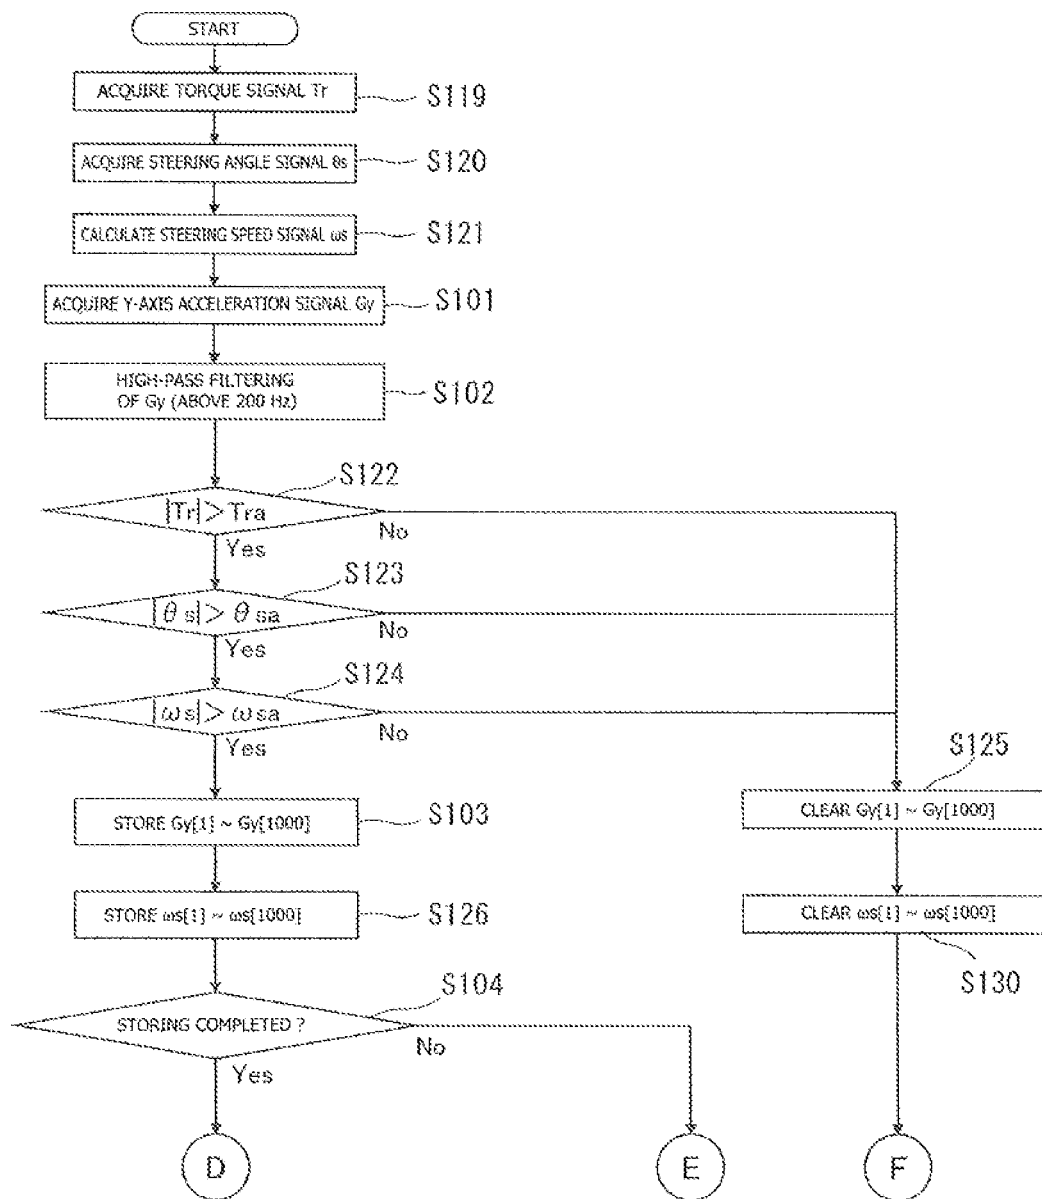 START
ACQUIRE TORQUE SIGNAL Tr
S119
ACQUIRE STEERING ANGLE SIGNAL θs
S120
CALCULATE STEERING SPEED SIGNAL ωs
S121
ACQUIRE Y-AXIS ACCELERATION SIGNAL Gy
S101
HIGH-PASS FILTERING
OF Gy (ABOVE 200 Hz)
S102
S122
|Tr| > Tra
No
Yes
S123
|θs| > θsa
No
Yes
S124
|ωs| > ωsa
No
Yes
S125
STORE Gy[1] ~ Gy[1000]
S103
CLEAR Gy[1] ~ Gy[1000]
STORE ωs[1] ~ ωs[1000]
S126
CLEAR ωs[1] ~ ωs[1000]
S130
S104
STORING COMPLETED ?
No
Yes
D
E
F